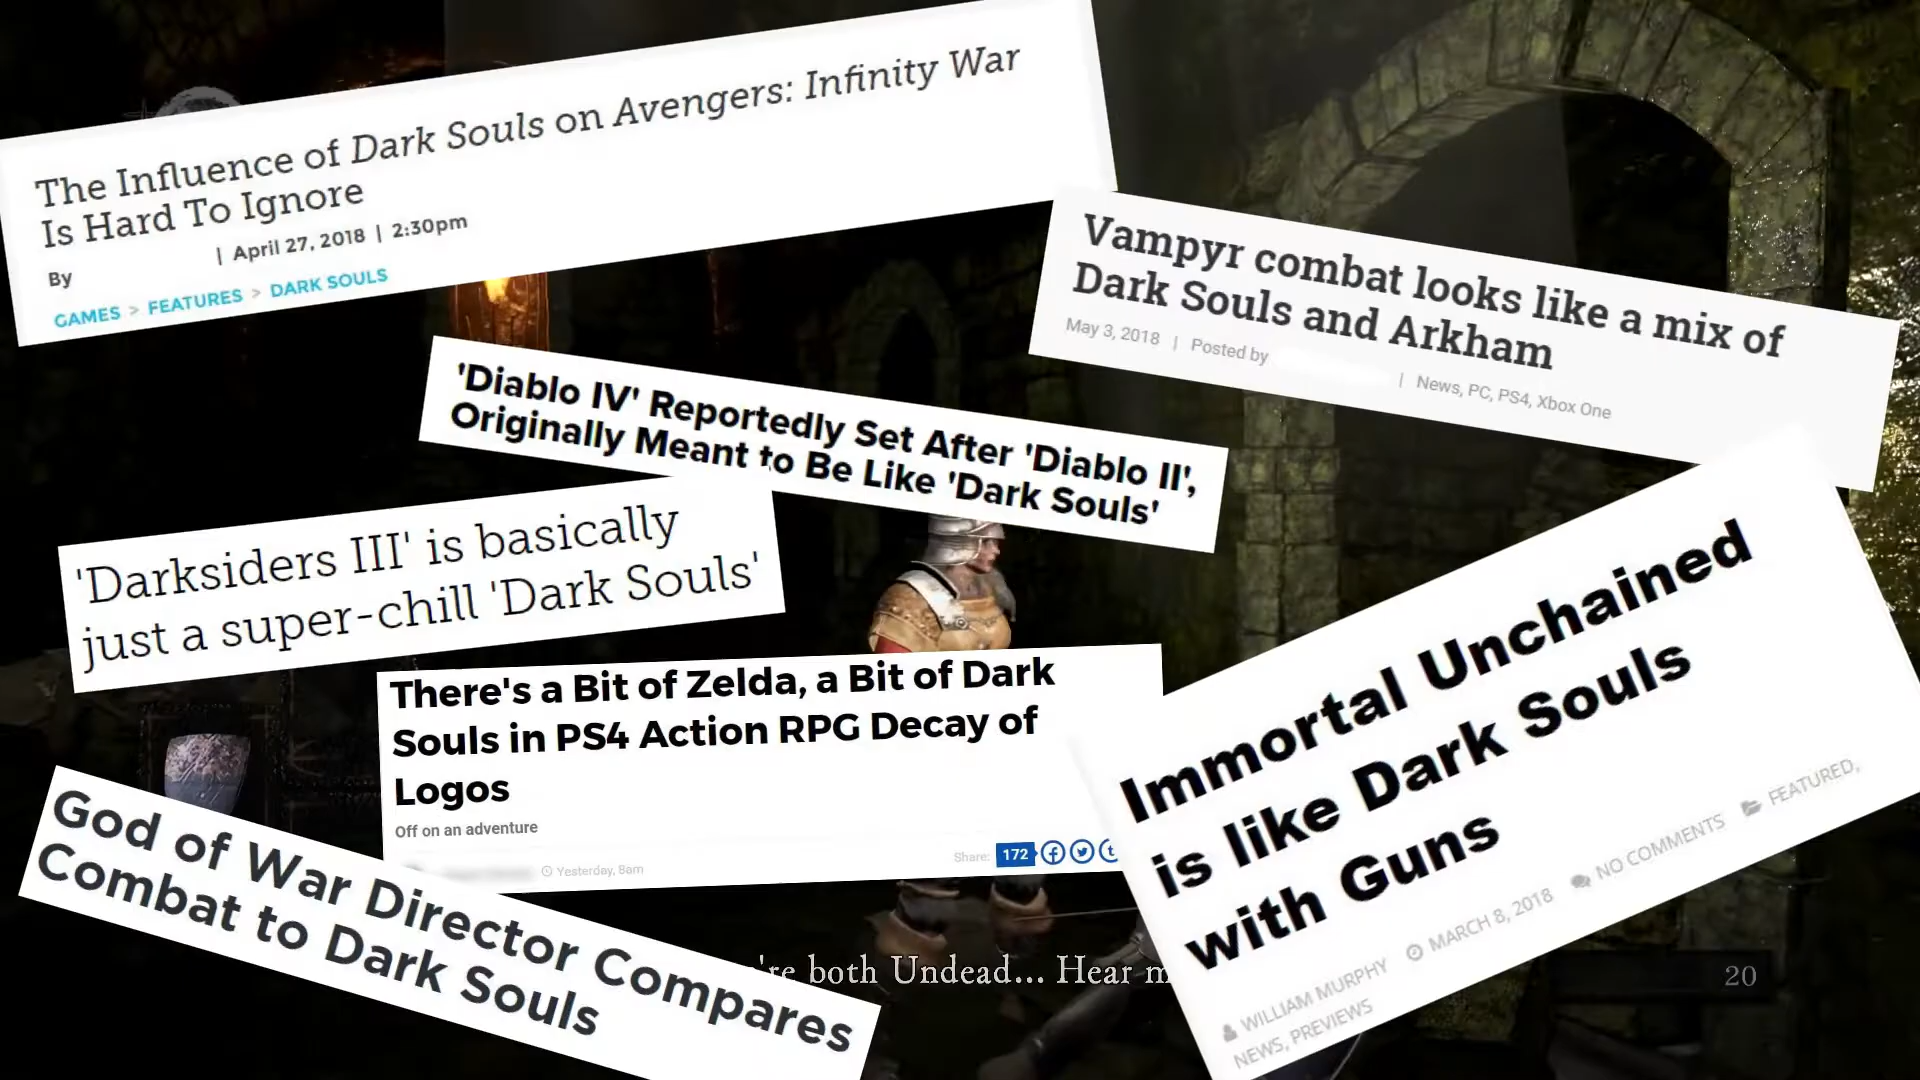 The Influence of Dark Souls on Avengers: Infinity War
Is Hard To Ignore
By | April 27, 2018 | 2:30pm
GAMES > FEATURES > DARK SOULS
Vampyr combat looks like a mix of
Dark Souls and Arkham
May 3, 2018 | Posted by | News, PC, PS4, Xbox One
'Diablo IV' Reportedly Set After 'Diablo II',
Originally Meant to Be Like 'Dark Souls'
'Darksiders III' is basically
just a super-chill 'Dark Souls'
There's a Bit of Zelda, a Bit of Dark
Souls in PS4 Action RPG Decay of
Logos
Off on an adventure
Yesterday, 8am
Share: 172
Immortal Unchained
is like Dark Souls
with Guns
WILLIAM MURPHY MARCH 8, 2018 NO COMMENTS FEATURED,
NEWS, PREVIEWS
God of War Director Compares
Combat to Dark Souls
're both Undead... Hear m
20